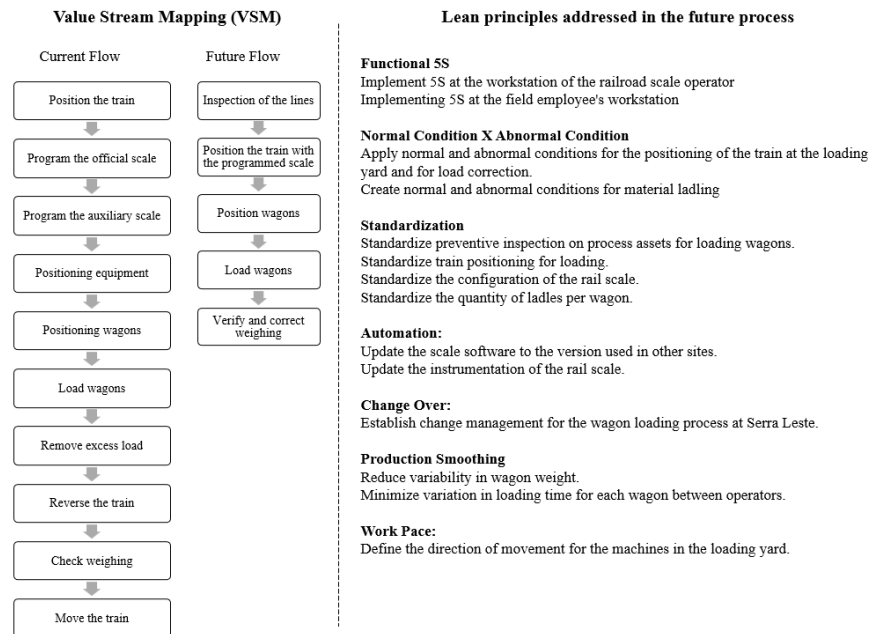 Value Stream Mapping (VSM)
Current Flow
Position the train
Program the official scale
Program the auxiliary scale
Positioning equipment
Positioning wagons
Load wagons
Remove excess load
Reverse the train
Check weighing
Move the train
Future Flow
Inspection of the lines
Position the train with
the programmed scale
Position wagons
Load wagons
Verify and correct
weighing
Lean principles addressed in the future process
Functional 5S
Implement 5S at the workstation of the railroad scale operator
Implementing 5S at the field employee's workstation
Normal Condition X Abnormal Condition
Apply normal and abnormal conditions for the positioning of the train at the loading
yard and for load correction.
Create normal and abnormal conditions for material ladling
Standardization
Standardize preventive inspection on process assets for loading wagons.
Standardize train positioning for loading.
Standardize the configuration of the rail scale.
Standardize the quantity of ladles per wagon.
Automation:
Update the scale software to the version used in other sites.
Update the instrumentation of the rail scale.
Change Over:
Establish change management for the wagon loading process at Serra Leste.
Production Smoothing
Reduce variability in wagon weight.
Minimize variation in loading time for each wagon between operators.
Work Pace:
Define the direction of movement for the machines in the loading yard.